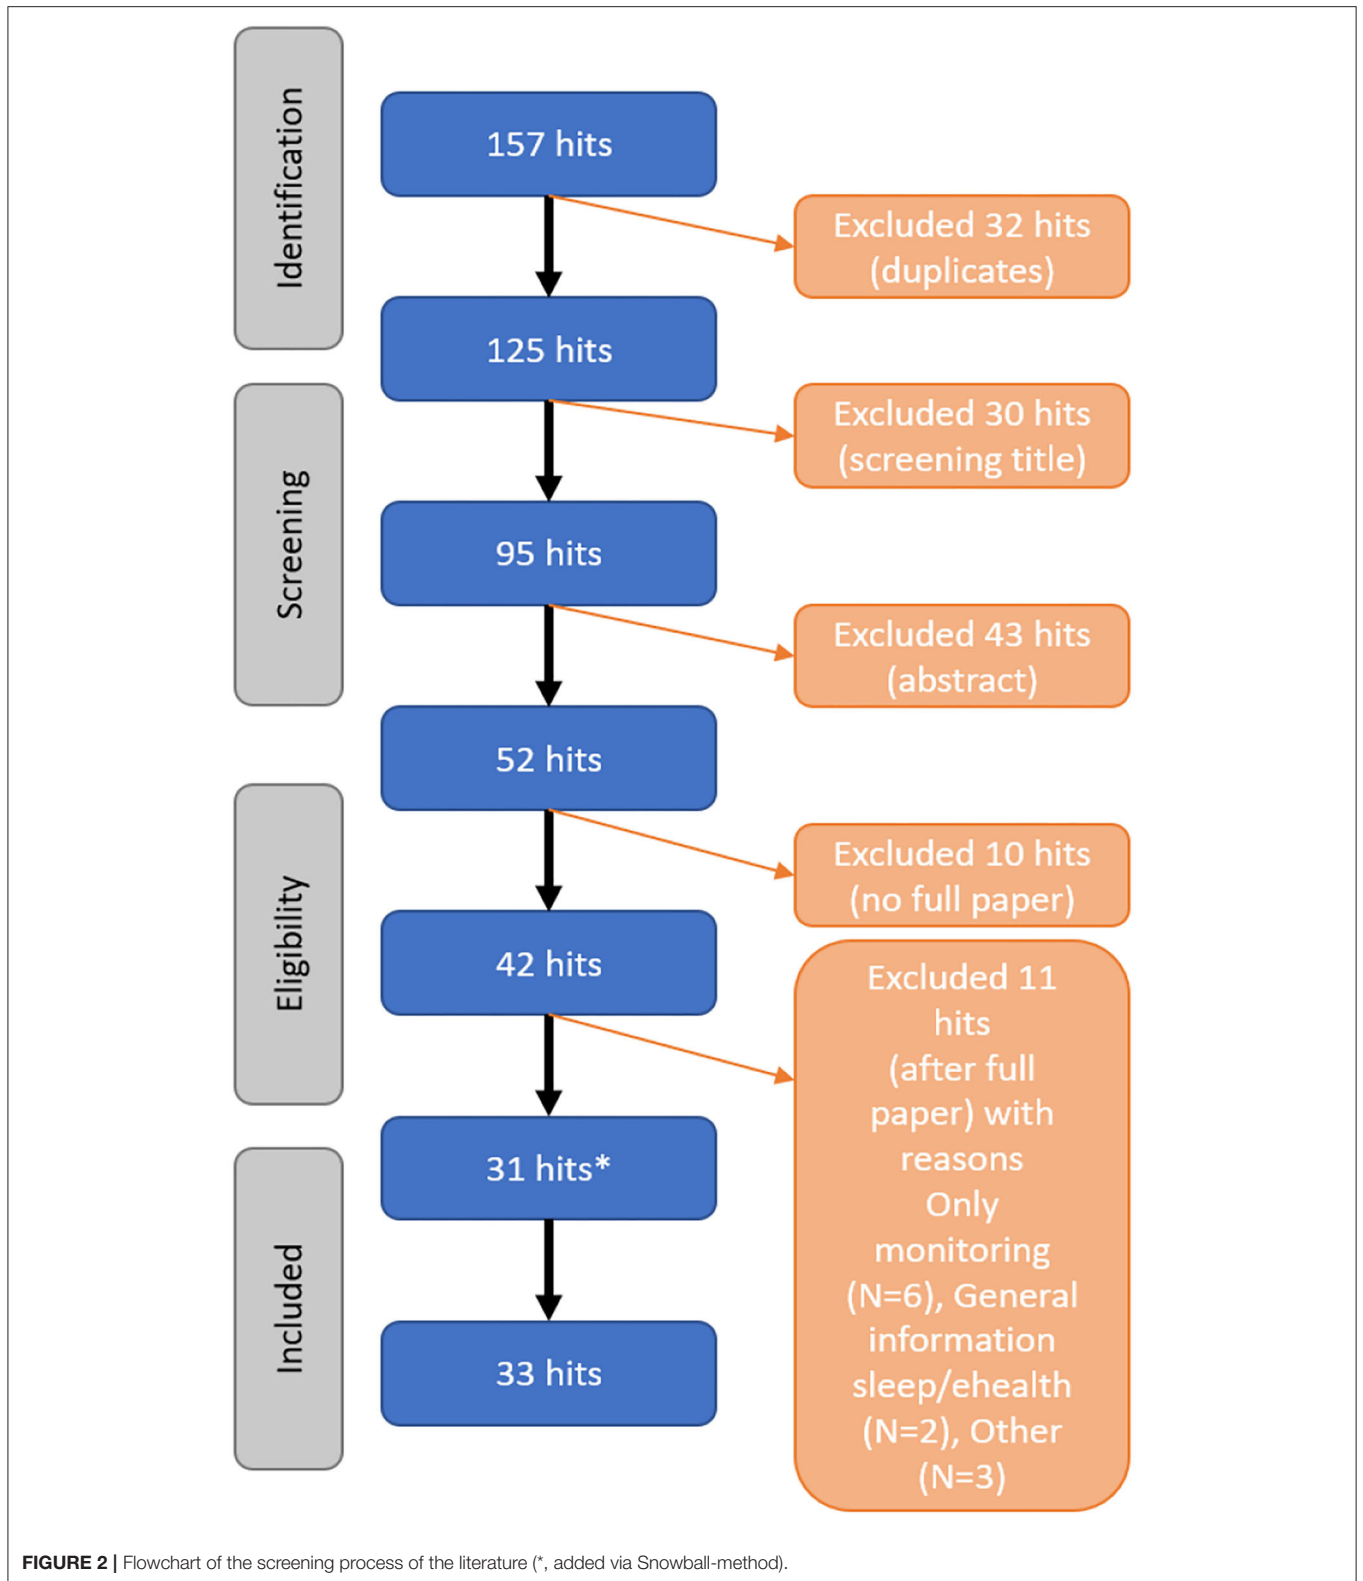 Identification
157 hits
Excluded 32 hits
(duplicates)
125 hits
Screening
Excluded 30 hits
(screening title)
95 hits
Excluded 43 hits
(abstract)
52 hits
Eligibility
Excluded 10 hits
(no full paper)
42 hits
Excluded 11
hits
(after full
paper) with
reasons
Only
monitoring
(N=6), General
information
sleep/ehealth
(N=2), Other
(N=3)
31 hits*
Included
33 hits
FIGURE 2 | Flowchart of the screening process of the literature (*, added via Snowball-method).